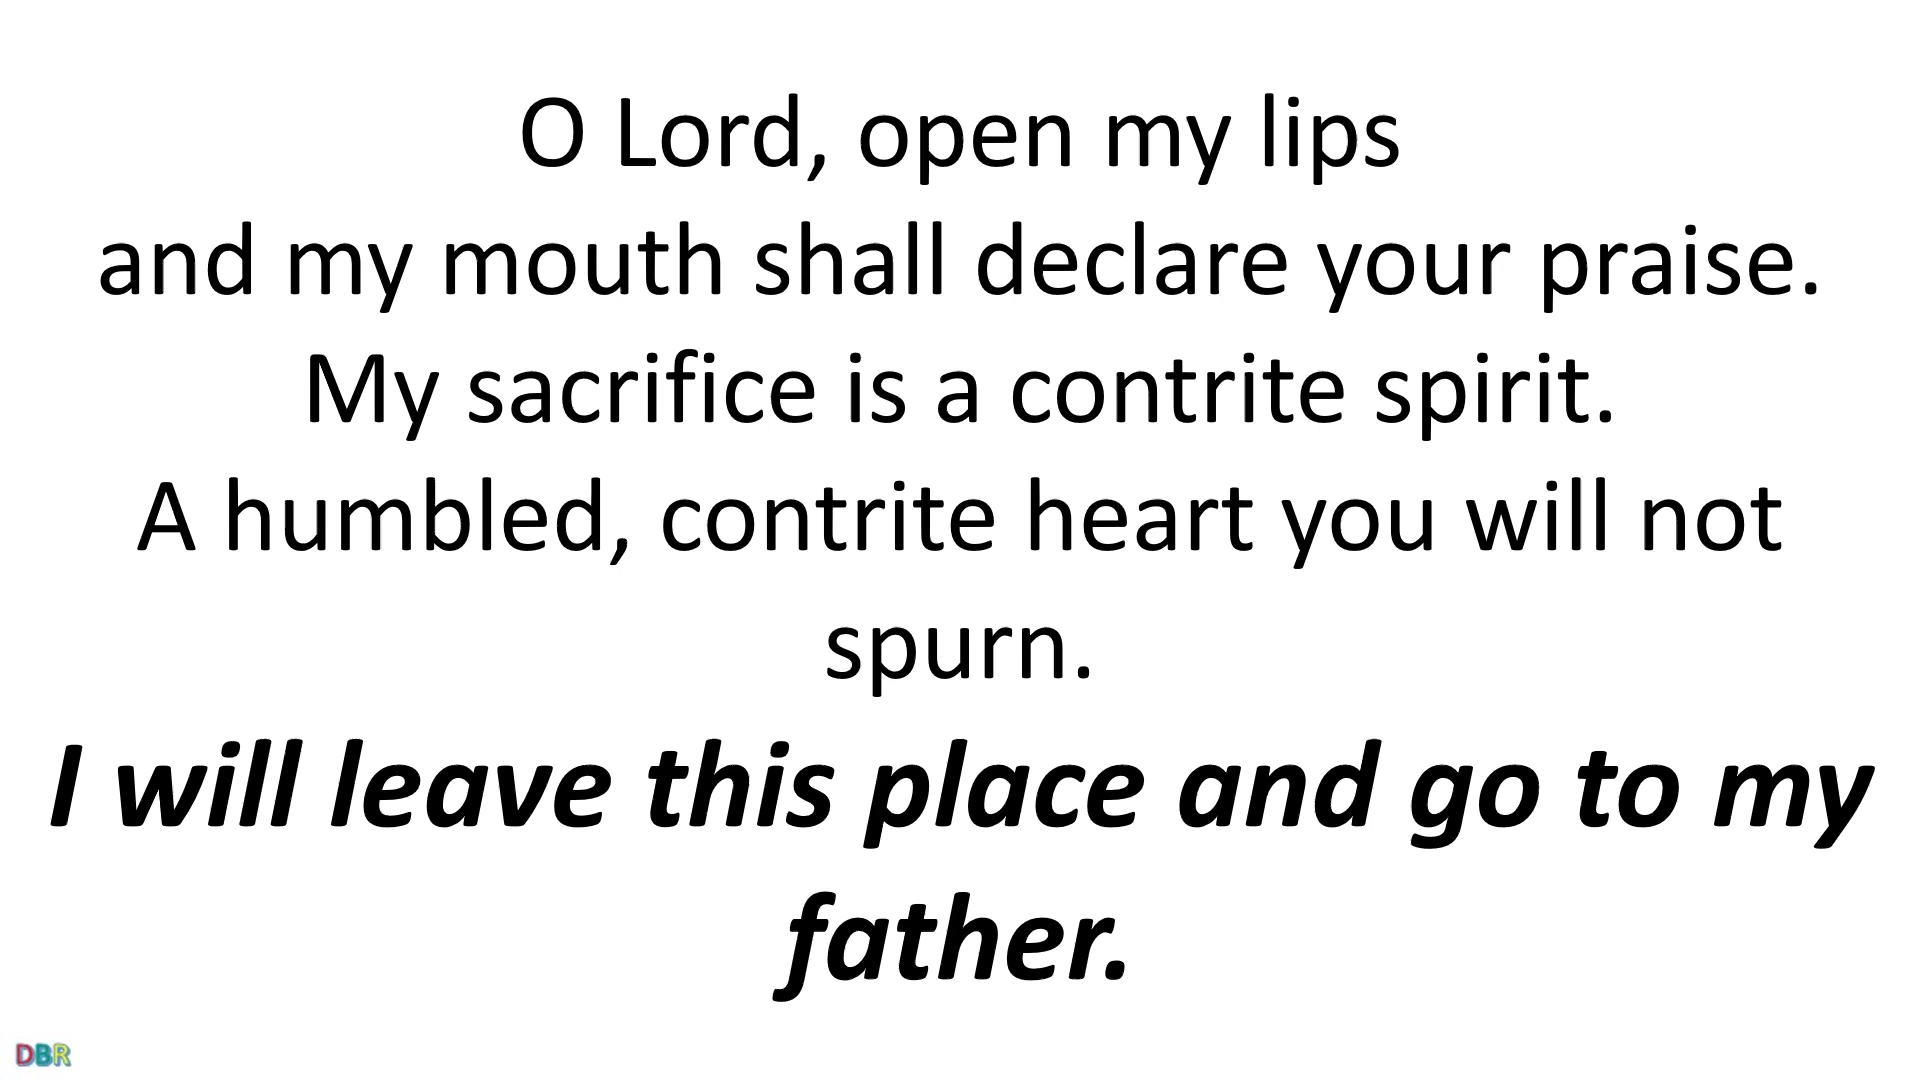 O Lord, open my lips
and my mouth shall declare your praise.
My sacrifice is a contrite spirit.
A humbled, contrite heart you will not
spurn.
I will leave this place and go to my
father.
DBR